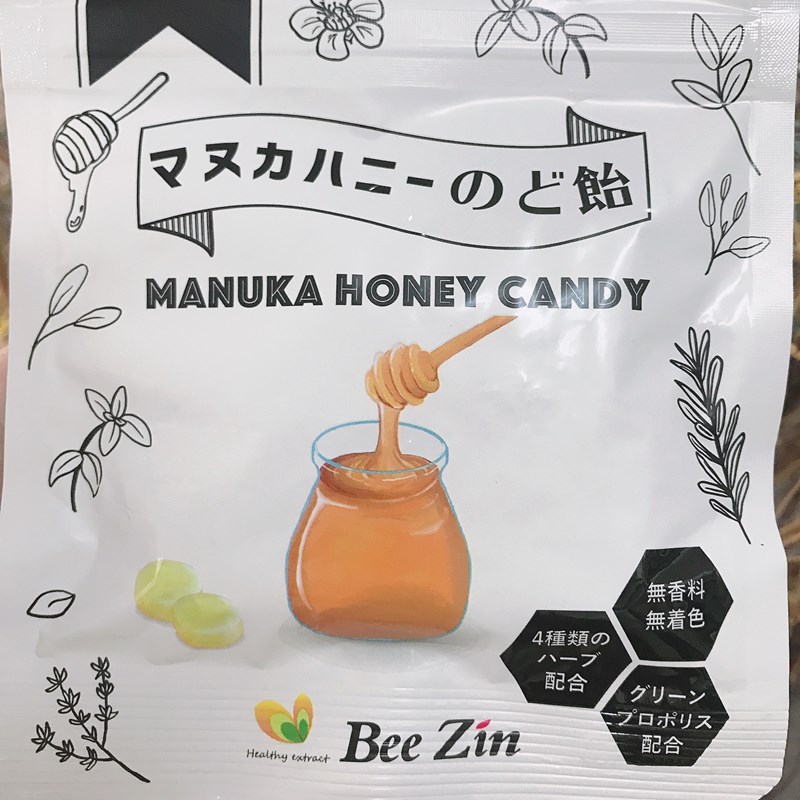 マヌカハニーのど飴
MANUKA HONEY CANDY
無香料
無着色
4種類の
ハーブ
配合
グリーン
プロポリス
配合
Healthy extract
Bee Zin